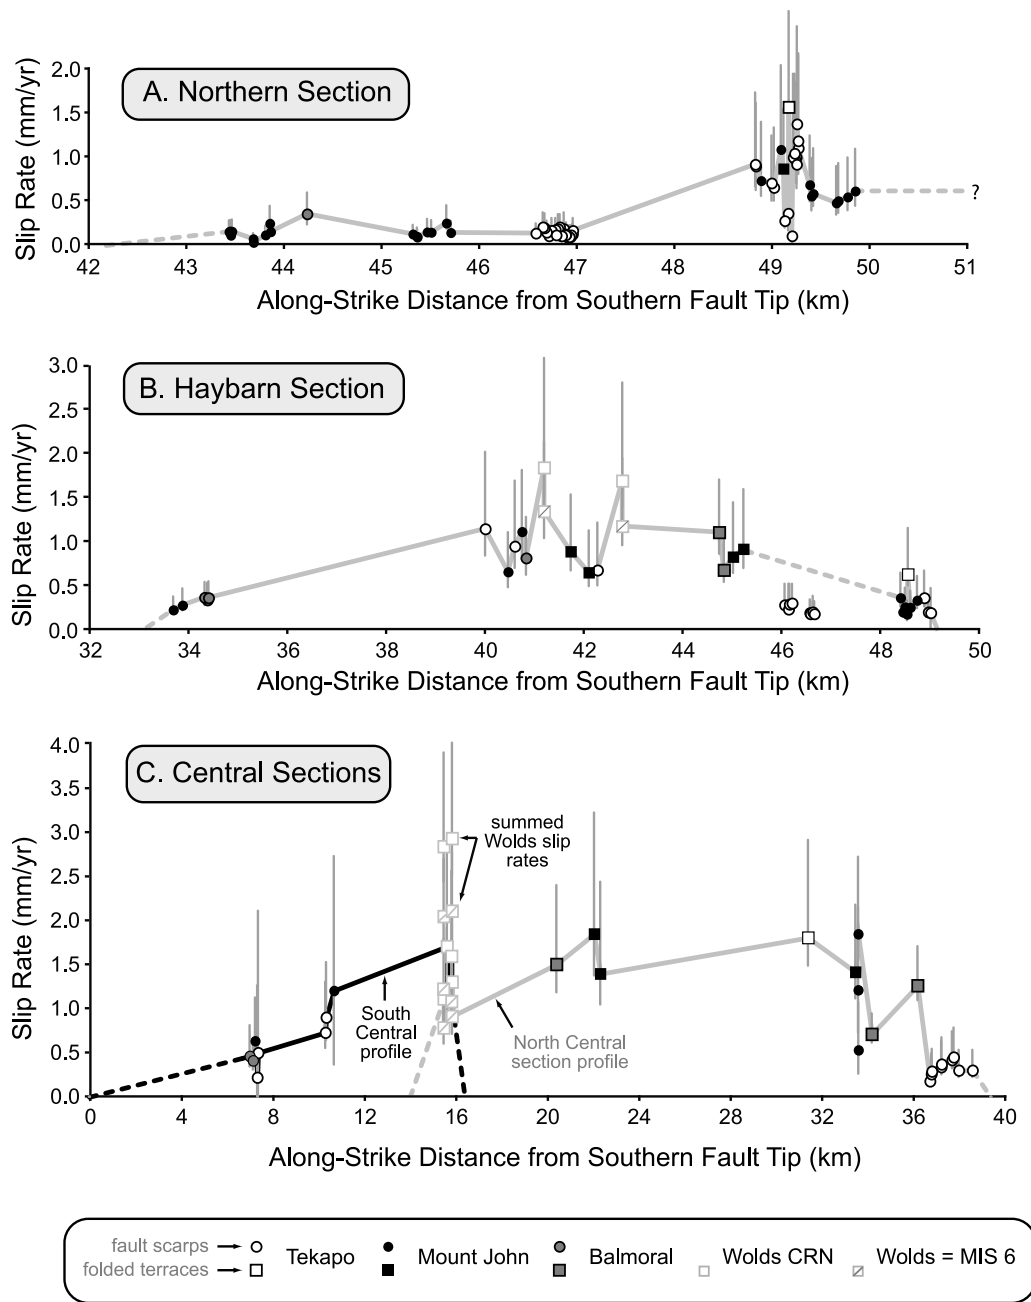 A. Northern Section
Slip Rate (mm/yr)
2.0
1.5
1.0
0.5
0.0
?
42 43 44 45 46 47 48 49 50 51
Along-Strike Distance from Southern Fault Tip (km)
B. Haybarn Section
Slip Rate (mm/yr)
3.0
2.5
2.0
1.5
1.0
0.5
0.0
32 34 36 38 40 42 44 46 48 50
Along-Strike Distance from Southern Fault Tip (km)
C. Central Sections
Slip Rate (mm/yr)
4.0
3.5
3.0
2.5
2.0
1.5
1.0
0.5
0.0
summed
Wolds slip
rates
South
Central
profile
North Central
section profile
0 4 8 12 16 20 24 28 32 36 40
Along-Strike Distance from Southern Fault Tip (km)
fault scarps
folded terraces
Tekapo Mount John Balmoral Wolds CRN Wolds = MIS 6